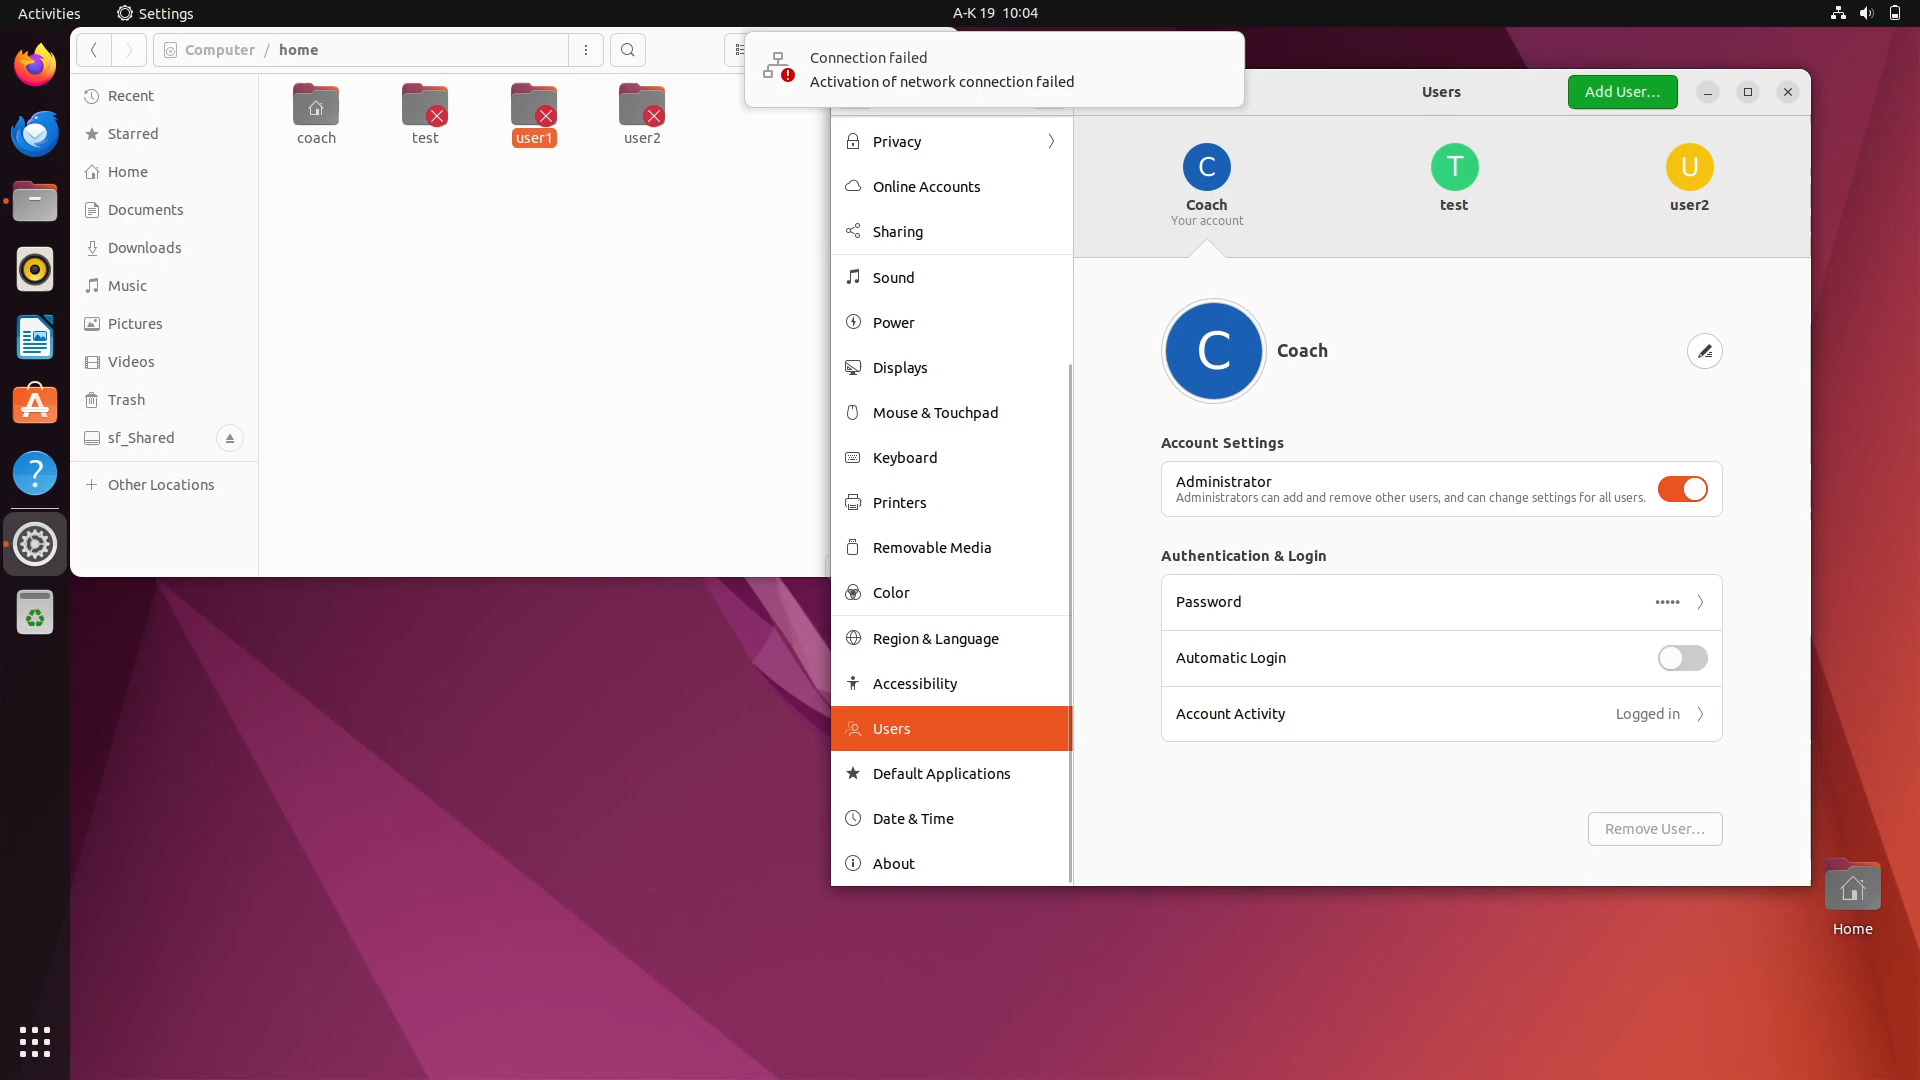 Activities
Settings
A-K 19 10:04
Computer / home
Connection failed
Activation of network connection failed
Recent
Starred
Home
Documents
Downloads
Music
Pictures
Videos
Trash
sf_Shared
Other Locations
coach
test
user1
user2
Users
Add User...
Privacy
Online Accounts
Sharing
Sound
Power
Displays
Mouse & Touchpad
Keyboard
Printers
Removable Media
Color
Region & Language
Accessibility
Users
Default Applications
Date & Time
About
C
T
U
Coach
test
user2
Your account
C
Coach
Account Settings
Administrator
Administrators can add and remove other users, and can change settings for all users.
Authentication & Login
Password •••••
Automatic Login
Account Activity Logged in
Remove User...
Home